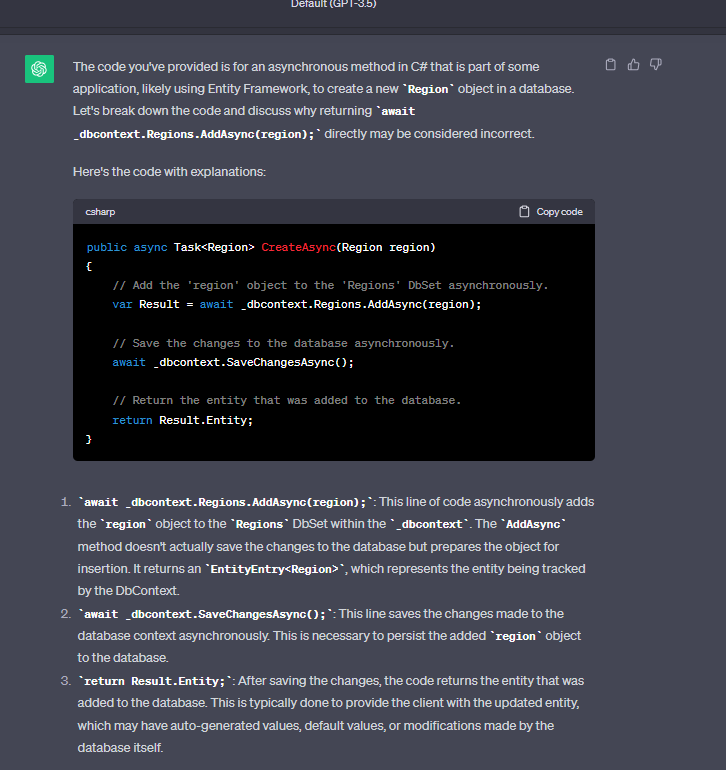 Default (GPT-3.5)
The code you've provided is for an asynchronous method in C# that is part of some
application, likely using Entity Framework, to create a new `Region` object in a database.
Let's break down the code and discuss why returning `await
_dbcontext.Regions.AddAsync(region);` directly may be considered incorrect.
Here's the code with explanations:
csharp Copy code
public async Task<Region> CreateAsync(Region region)
{
    // Add the 'region' object to the 'Regions' DbSet asynchronously.
    var Result = await _dbcontext.Regions.AddAsync(region);
    // Save the changes to the database asynchronously.
    await _dbcontext.SaveChangesAsync();
    // Return the entity that was added to the database.
    return Result.Entity;
}
1. `await _dbcontext.Regions.AddAsync(region);`: This line of code asynchronously adds
the `region` object to the `Regions` DbSet within the `_dbcontext`. The `AddAsync`
method doesn't actually save the changes to the database but prepares the object for
insertion. It returns an `EntityEntry<Region>`, which represents the entity being tracked
by the DbContext.
2. `await _dbcontext.SaveChangesAsync();`: This line saves the changes made to the
database context asynchronously. This is necessary to persist the added `region` object
to the database.
3. `return Result.Entity;`: After saving the changes, the code returns the entity that was
added to the database. This is typically done to provide the client with the updated entity,
which may have auto-generated values, default values, or modifications made by the
database itself.